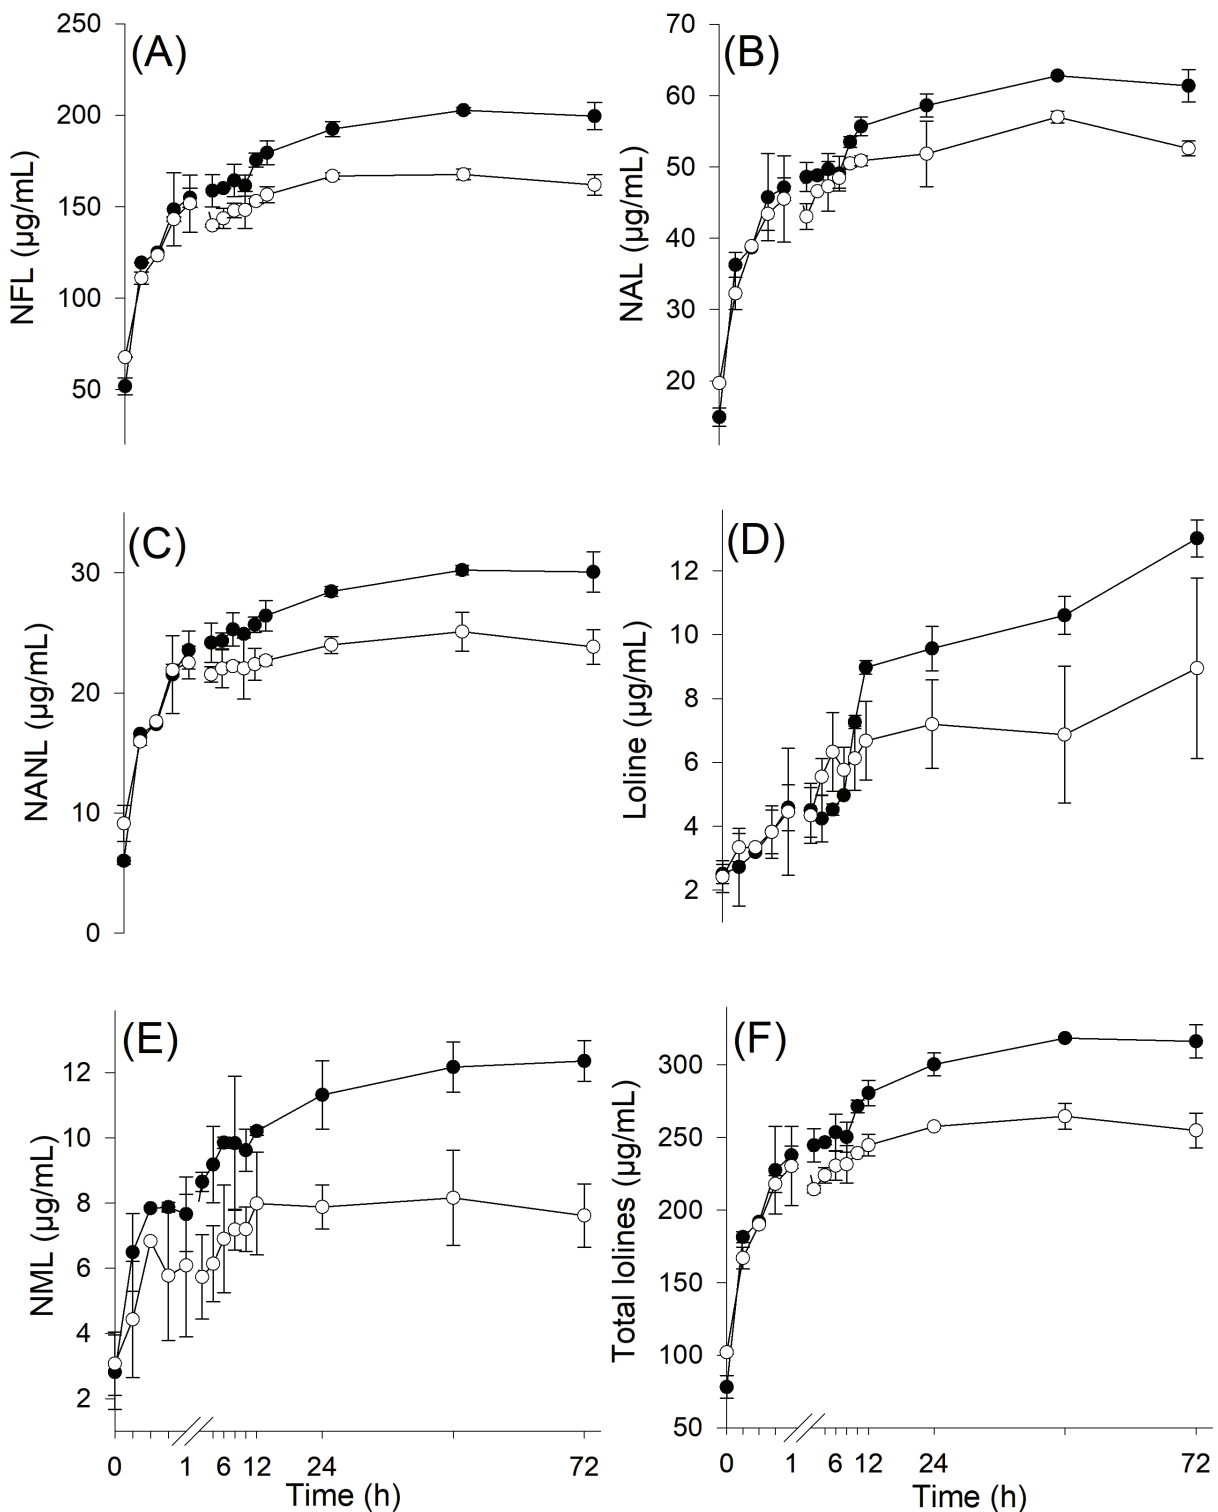 (A)
250
200
150
100
50
NFL (µg/mL)
(B)
70
60
50
40
30
20
NAL (µg/mL)
(C)
30
20
10
0
NANL (µg/mL)
(D)
12
10
8
6
4
2
Loline (µg/mL)
(E)
12
10
8
6
4
2
NML (µg/mL)
0 1 6 12 24 72
Time (h)
(F)
300
250
200
150
100
50
Total lolines (µg/mL)
0 1 6 12 24 72
Time (h)